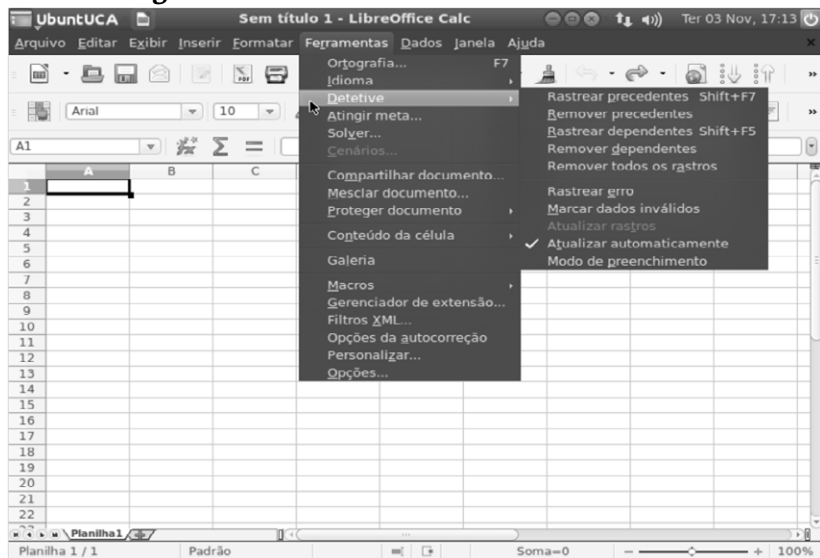 UbuntUCA Sem título 1 - LibreOffice Calc Ter 03 Nov, 17:13
Arquivo Editar Exibir Inserir Formatar Ferramentas Dados Janela Ajuda
Ortografia... F7
Idioma
Detetive
Atingir meta...
Solver...
Cenários...
Compartilhar documento...
Mesclar documento...
Proteger documento
Conteúdo da célula
Galeria
Macros
Gerenciador de extensão...
Filtros XML...
Opções da autocorreção
Personalizar...
Opções...
Rastrear precedentes Shift+F7
Remover precedentes
Rastrear dependentes Shift+F5
Remover dependentes
Remover todos os rastros
Rastrear erro
Marcar dados inválidos
Atualizar rastros
Atualizar automaticamente
Modo de preenchimento
PDF
Arial 10
A1
A B C
1
2
3
4
5
6
7
8
9
10
11
12
13
14
15
16
17
18
19
20
21
22
Planilha1
Planilha 1 / 1 Padrão Soma=0 100%